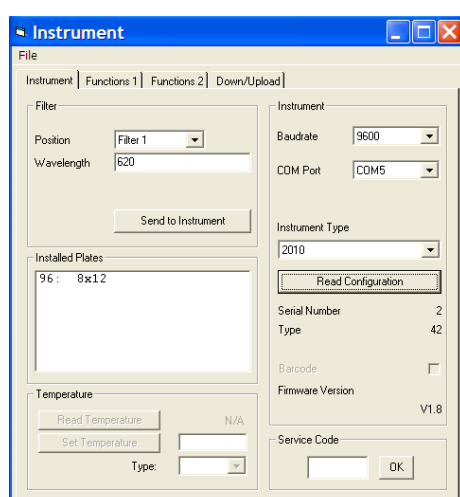 Instrument
File
Instrument Functions 1 Functions 2 Down/Upload
Filter
Position Filter 1
Wavelength 620
Send to Instrument
Installed Plates
96: 8x12
Temperature
Read Temperature N/A
Set Temperature
Type:
Instrument
Baudrate 9600
COM Port COM5
Instrument Type
2010
Read Configuration
Serial Number 2
Type 42
Barcode
Firmware Version
V1.8
Service Code
OK